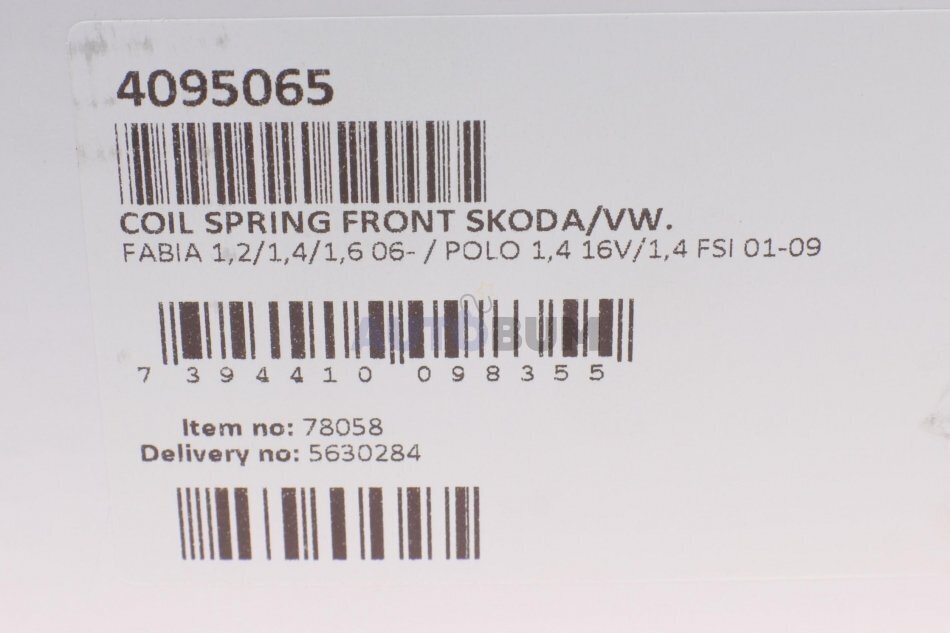 4095065
COIL SPRING FRONT SKODA/VW.
FABIA 1,2/1,4/1,6 06- / POLO 1,4 16V/1,4 FSI 01-09
AUTOBUM
7 394410 098355
Item no: 78058
Delivery no: 5630284